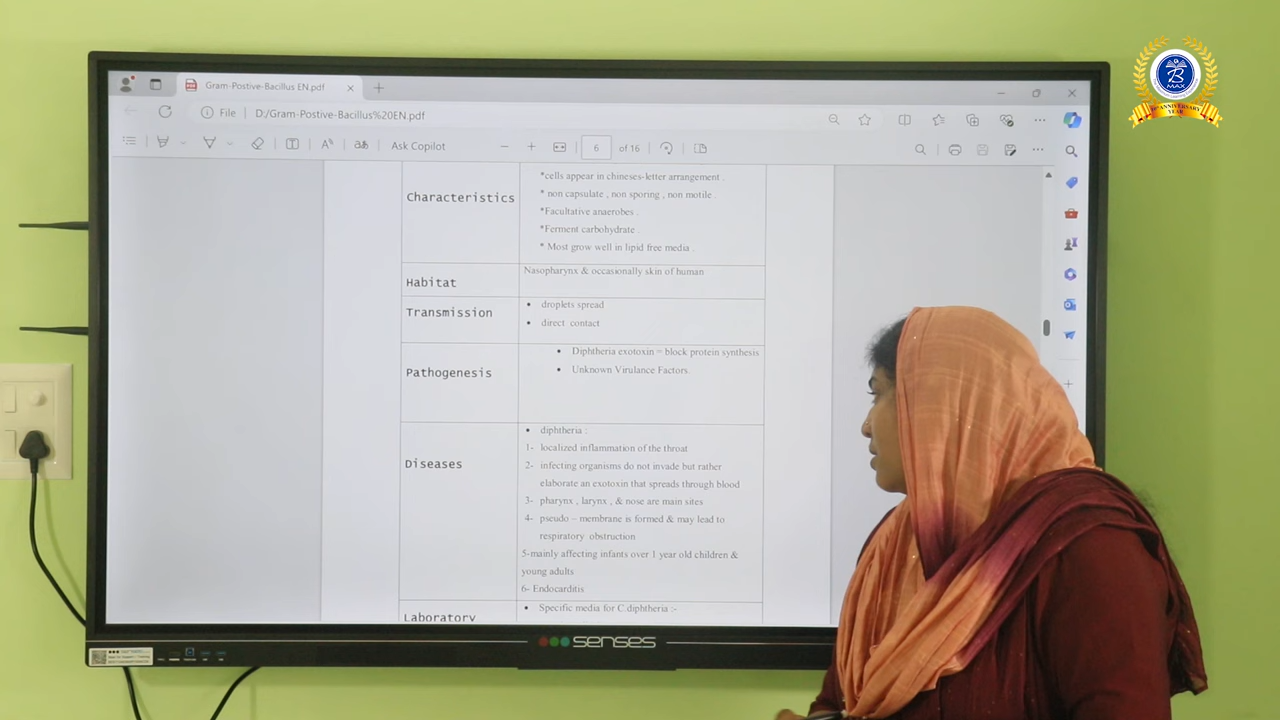 Gram-Postive-Bacillus EN.pdf
File
D:/Gram-Postive-Bacillus%20EN.pdf
Ask Copilot
6 of 16
Characteristics
*cells appear in chineses-letter arrangement .
* non capsulate , non sporing , non motile.
*Facultative anaerobes .
*Ferment carbohydrate .
* Most grow well in lipid free media .
Habitat
Nasopharynx & occasionally skin of human
Transmission
• droplets spread
• direct contact
Pathogenesis
• Diphtheria exotoxin = block protein synthesis
• Unknown Virulance Factors.
Diseases
• diphtheria :
1- localized inflammation of the throat
2- infecting organisms do not invade but rather
elaborate an exotoxin that spreads through blood
3- pharynx , larynx , & nose are main sites
4- pseudo – membrane is formed & may lead to
respiratory obstruction
5-mainly affecting infants over 1 year old children &
young adults
6- Endocarditis
Laboratory
• Specific media for C.diphtheria :-
senses
B
MAX
ANNIVERSARY
YEAR